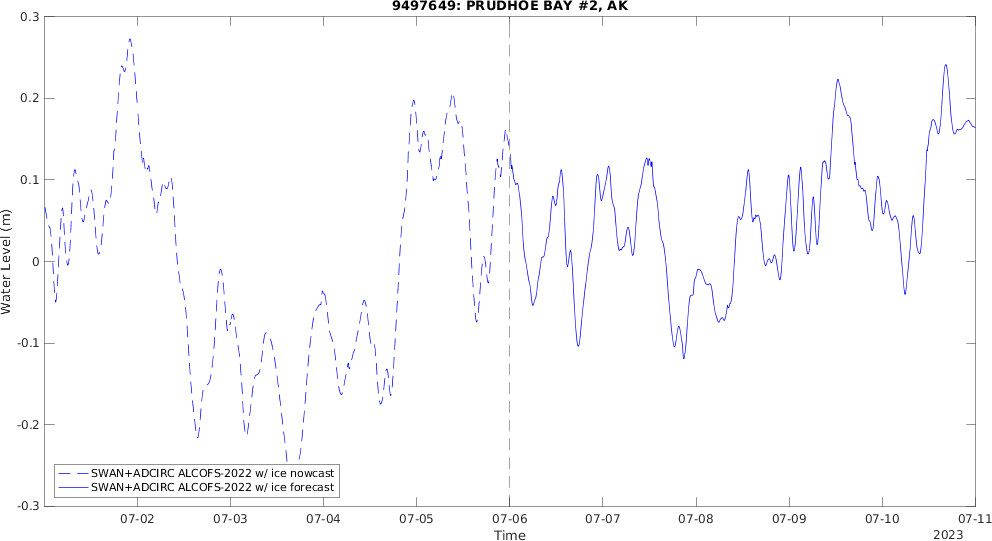 9497649: PRUDHOE BAY #2, AK
0.3
0.2
0.1
0
-0.1
-0.2
-0.3
Water Level (m)
SWAN+ADCIRC ALCOFS-2022 w/ ice nowcast
SWAN+ADCIRC ALCOFS-2022 w/ ice forecast
07-02 07-03 07-04 07-05 07-06 07-07 07-08 07-09 07-10 07-11
Time
2023